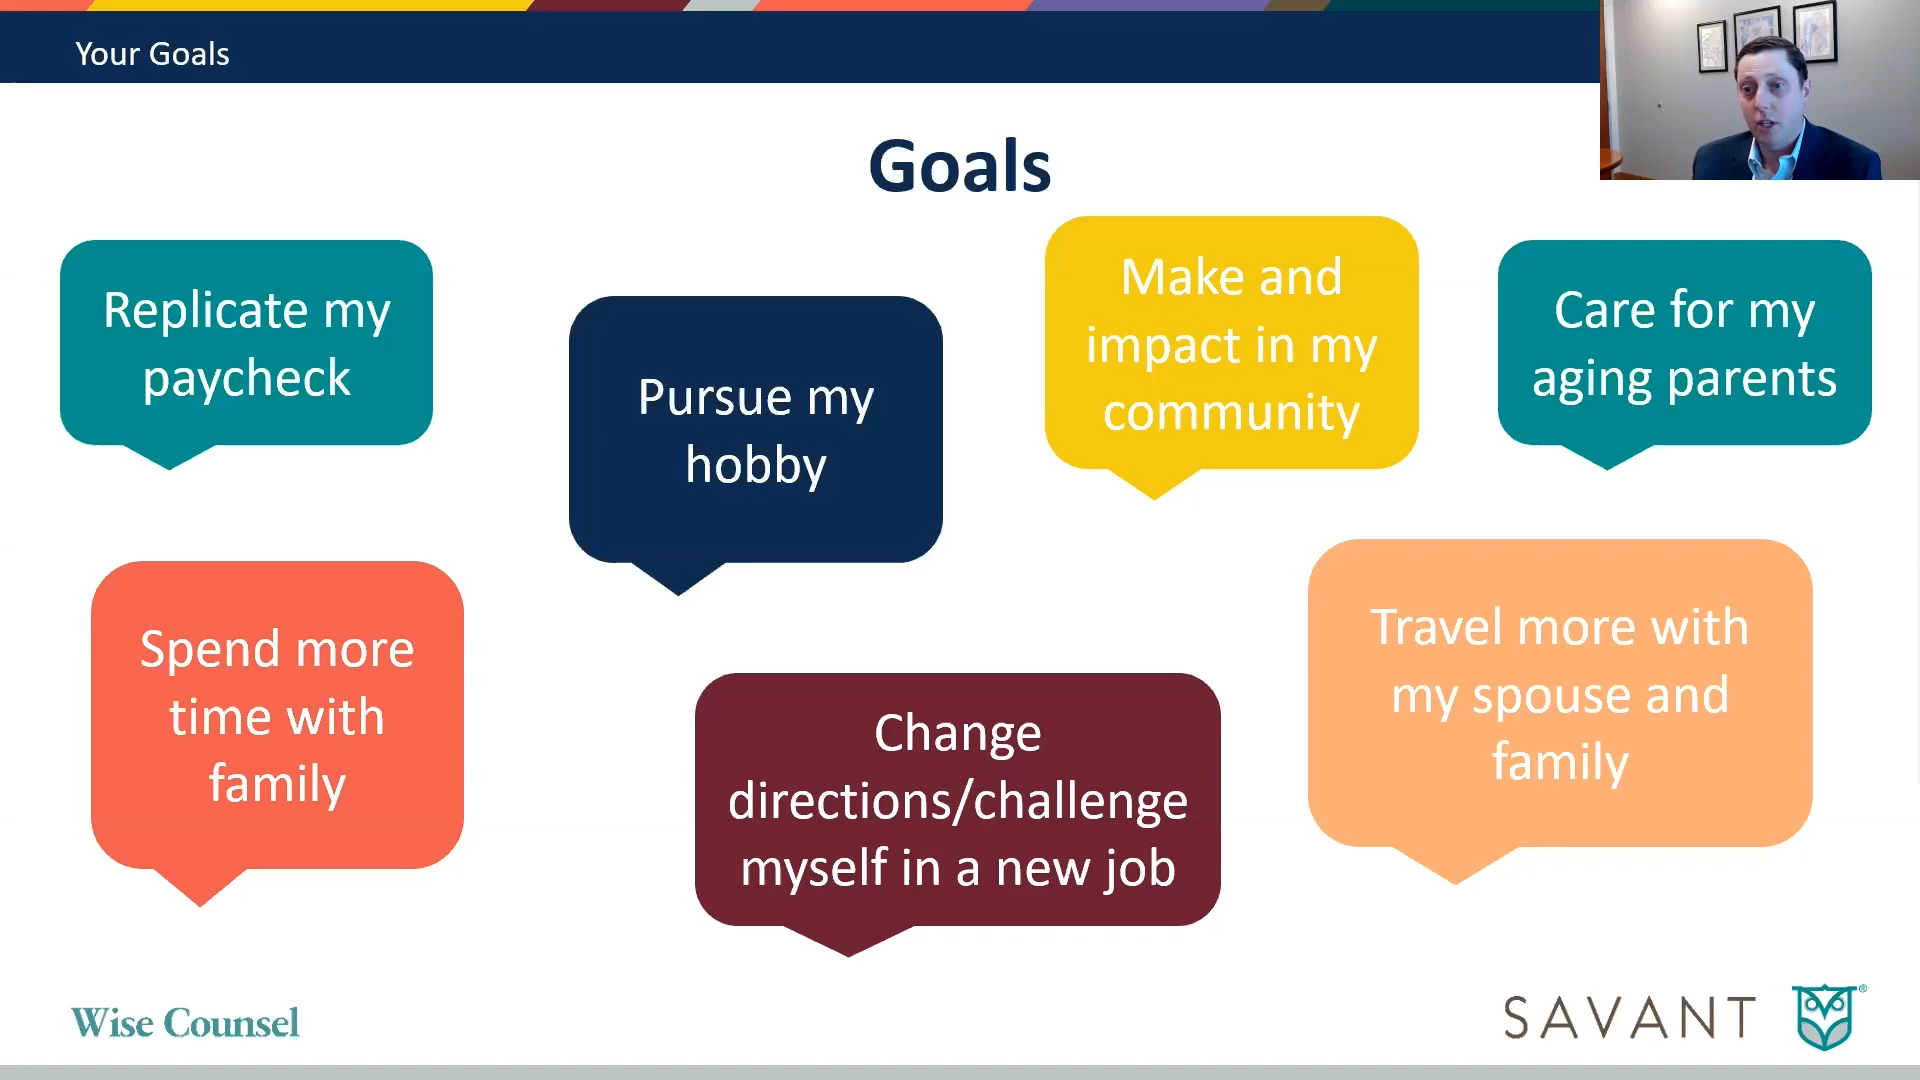 Your Goals
Goals
Replicate my
paycheck
Pursue my
hobby
Make and
impact in my
community
Care for my
aging parents
Spend more
time with
family
Change
directions/challenge
myself in a new job
Travel more with
my spouse and
family
Wise Counsel
SAVANT ®